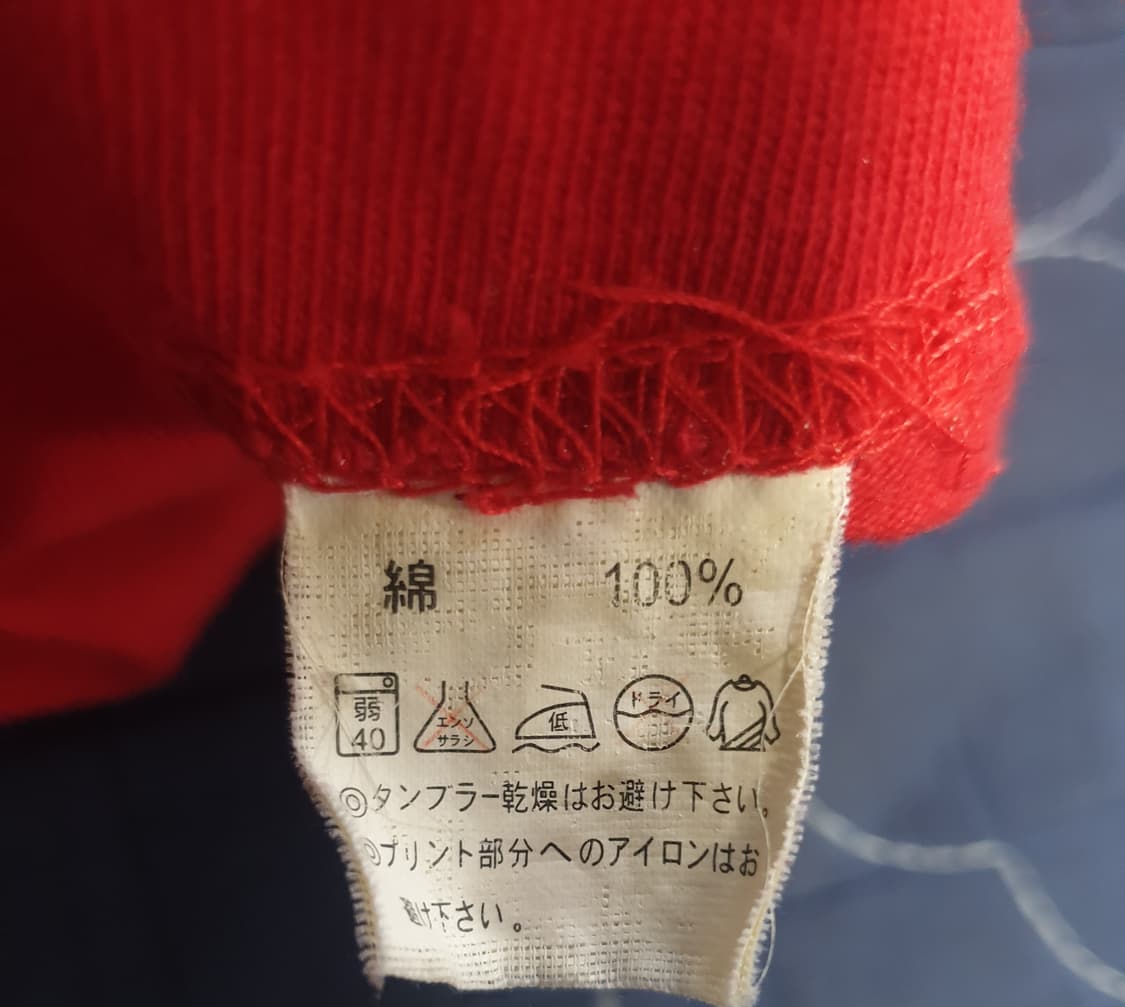 綿 100%
弱 40 エンソサラシ 低 ドライ
◎タンブラー乾燥はお避け下さい。
◎プリント部分へのアイロンはお
避け下さい。